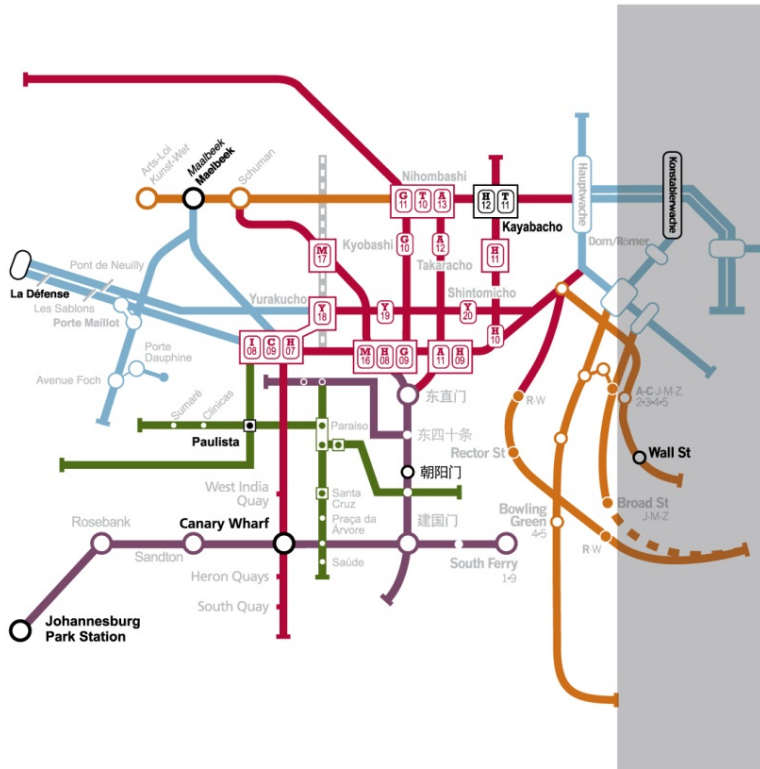 Arts-Loi
Kunst-Wet
Maalbeek
Maelbeek
Schuman
Nihombashi
G 11
T 10
A 13
H 12
T 11
Kayabacho
Hauptwache
Konstablerwache
Dom/Römer
M 17
Kyobashi
G 10
A 12
Takaracho
H 11
Pont de Neuilly
La Défense
Les Sablons
Porte Maillot
Yurakucho
Y 18
Y 19
Shintomicho
Y 20
H 10
I 08
C 09
H 07
M 16
H 08
G 09
A 11
H 09
Porte
Dauphine
Avenue Foch
东直门
R•W
A•C•J•M•Z
2•3•4•5
Sumaré
Clinicas
Paulista
Paraiso
东四十条
Rector St
Wall St
朝阳门
West India
Quay
Santa
Cruz
Praça da
Árvore
Saúde
建国门
Bowling
Green
4•5
Broad St
J•M•Z
R•W
Rosebank
Sandton
Canary Wharf
South Ferry
1•9
Heron Quays
South Quay
Johannesburg
Park Station